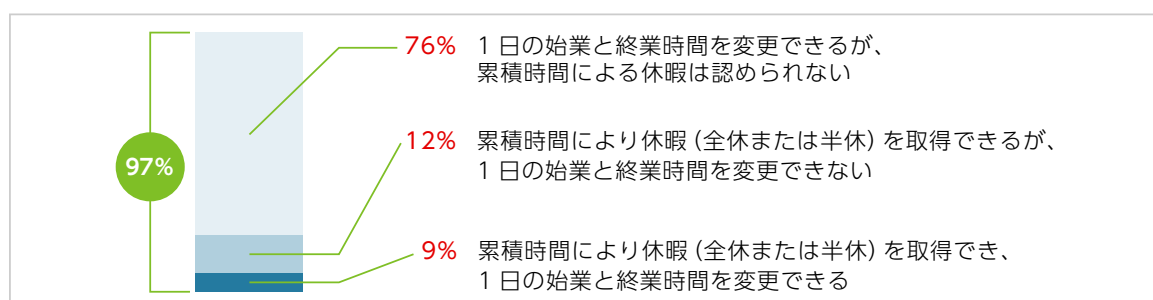 76% 1日の始業と終業時間を変更できるが、
累積時間による休暇は認められない
97%
12% 累積時間により休暇(全休または半休)を取得できるが、
1日の始業と終業時間を変更できない
9% 累積時間により休暇(全休または半休)を取得でき、
1日の始業と終業時間を変更できる